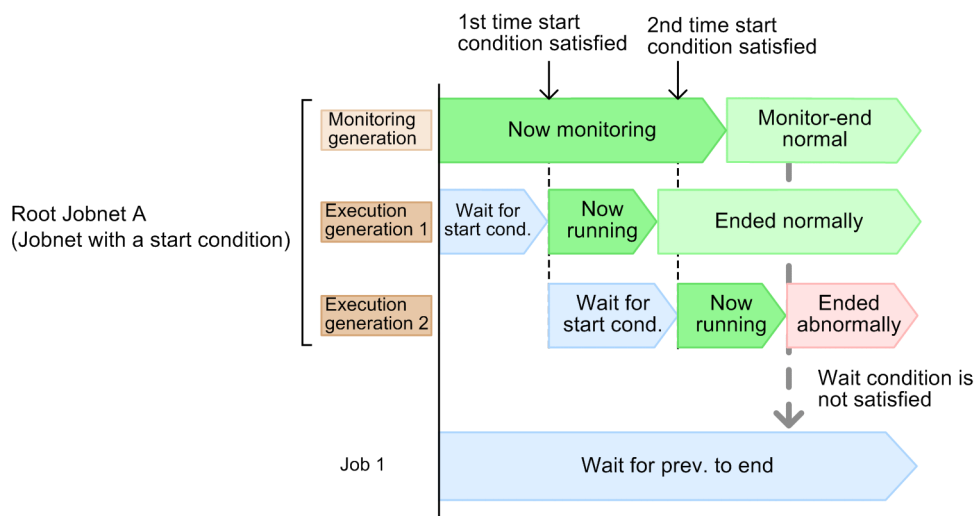 1st time start
condition satisfied
2nd time start
condition satisfied
Monitoring
generation
Now monitoring
Monitor-end
normal
Root Jobnet A
(Jobnet with a start condition)
Execution
generation 1
Wait for
start cond.
Now
running
Ended normally
Execution
generation 2
Wait for
start cond.
Now
running
Ended
abnormally
Wait condition is
not satisfied
Job 1
Wait for prev. to end